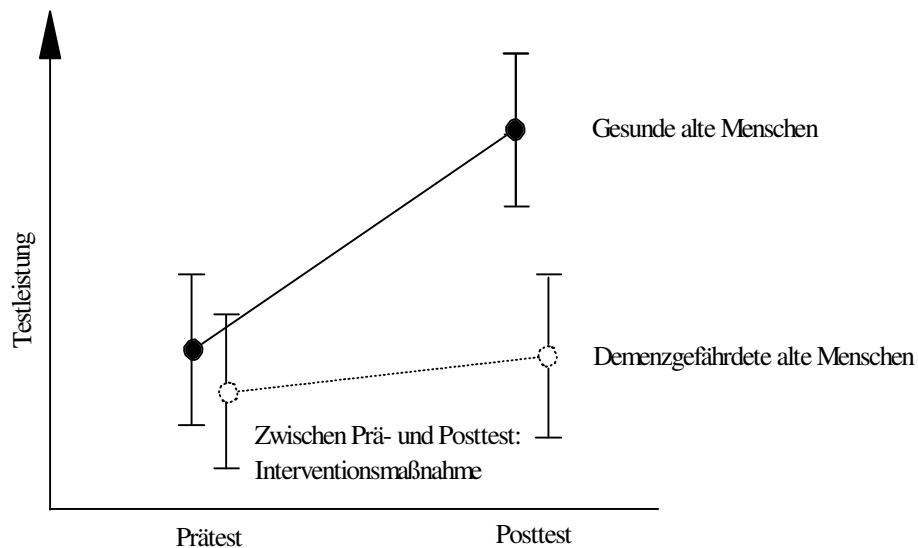 Gesunde alte Menschen
Testleistung
Demenzgefährdete alte Menschen
Zwischen Prä- und Posttest:
Interventionsmaßnahme
Prätest
Posttest